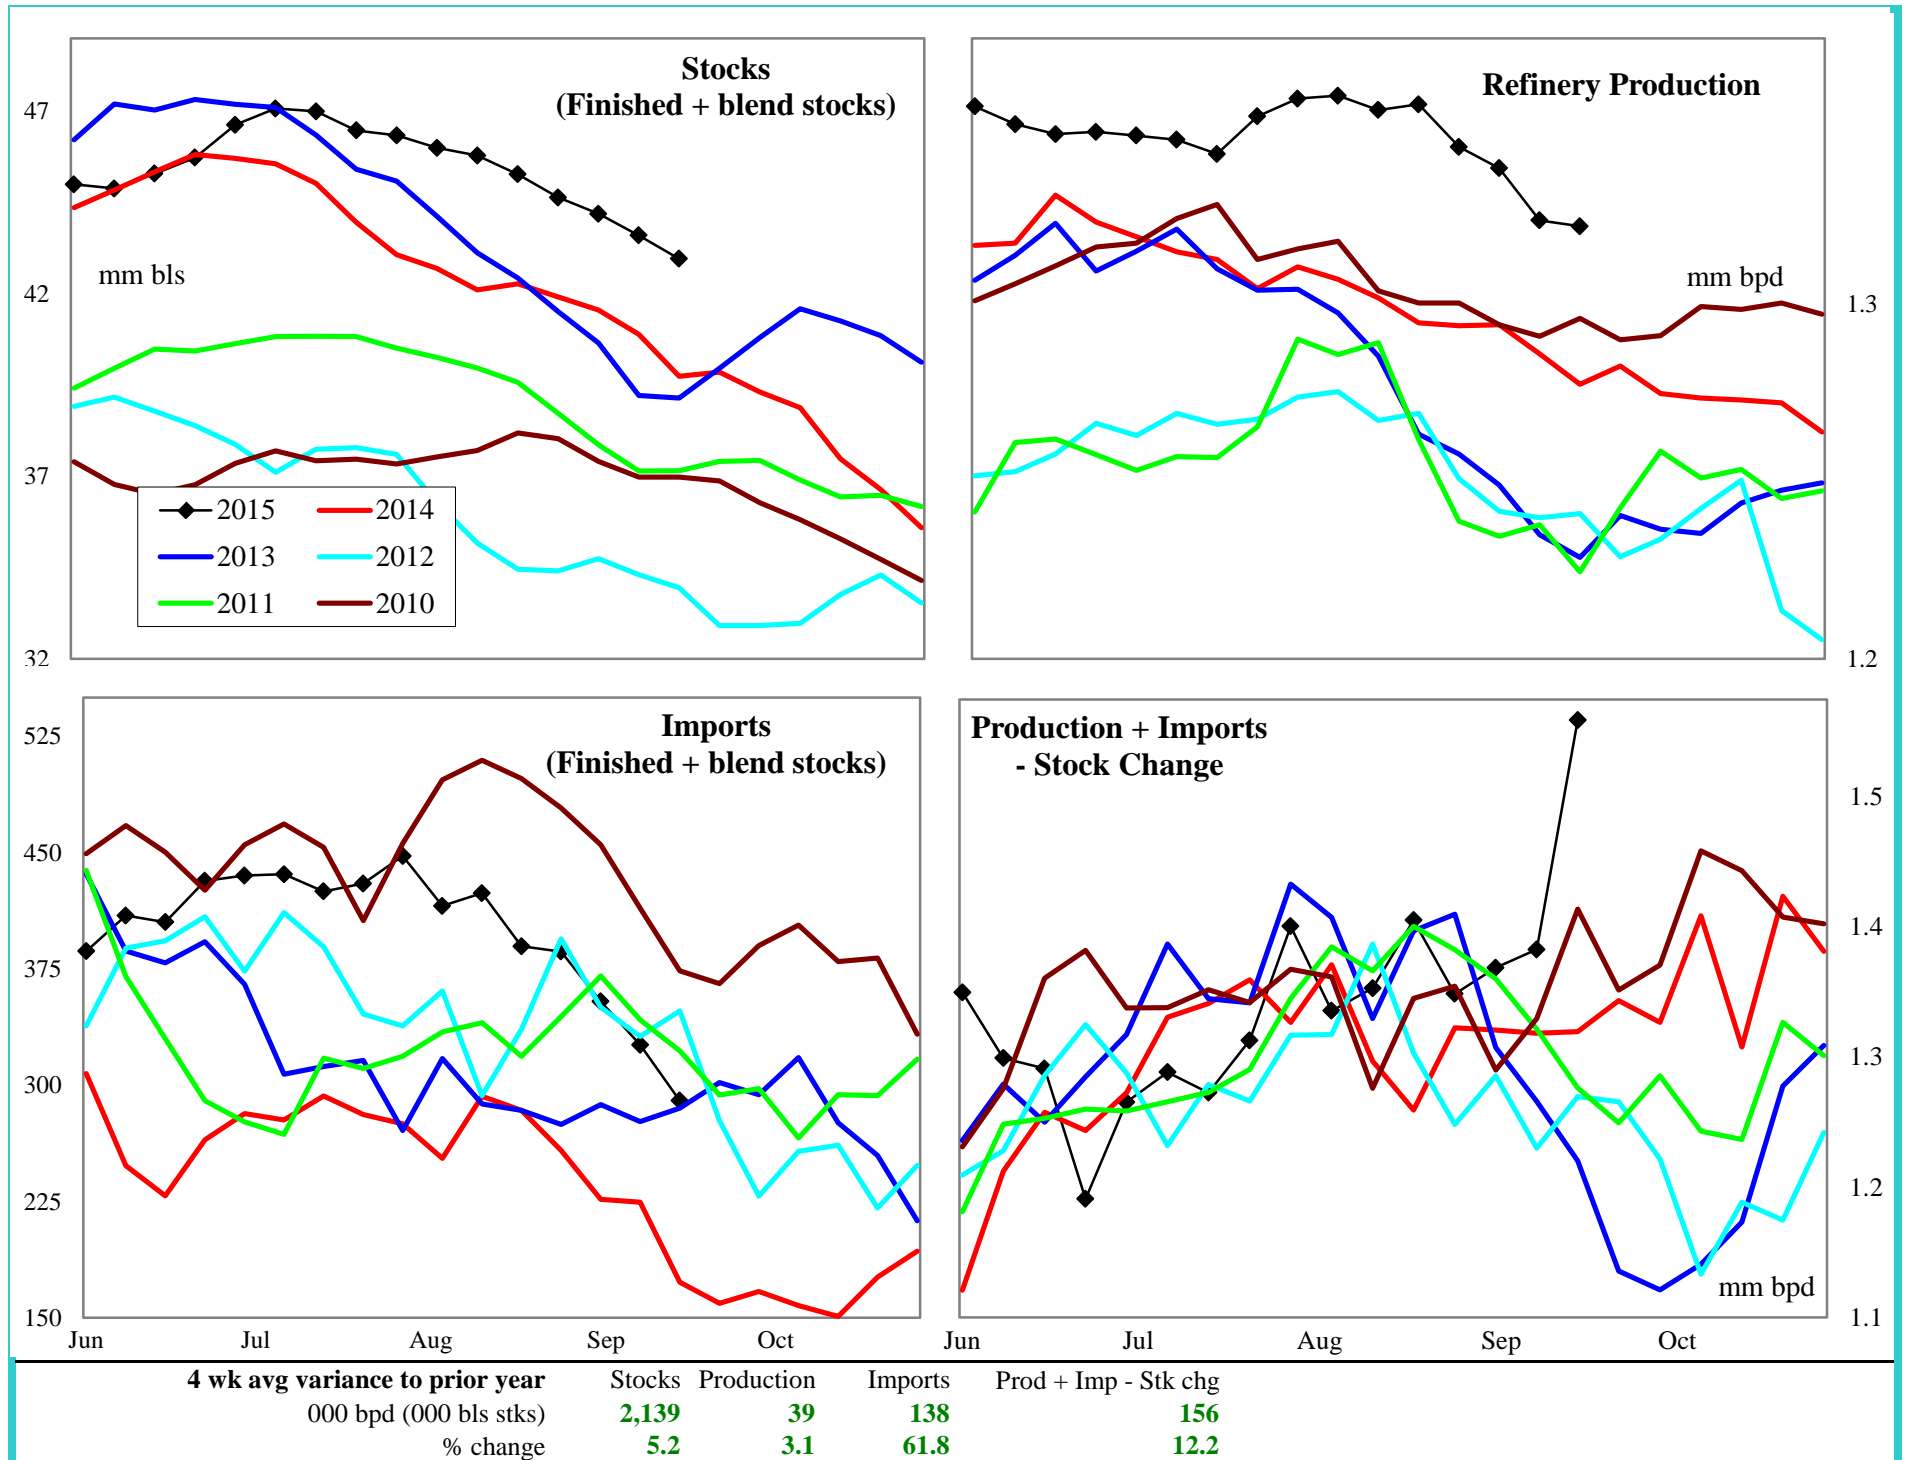 Stocks
(Finished + blend stocks)
47
42
37
32
mm bls
2015
2014
2013
2012
2011
2010
Refinery Production
mm bpd
1.3
1.2
Imports
(Finished + blend stocks)
525
450
375
300
225
150
Jun Jul Aug Sep Oct
Production + Imports
- Stock Change
1.5
1.4
1.3
1.2
1.1
mm bpd
Jun Jul Aug Sep Oct
4 wk avg variance to prior year Stocks Production Imports Prod + Imp - Stk chg
000 bpd (000 bls stks) 2,139 39 138 156
% change 5.2 3.1 61.8 12.2